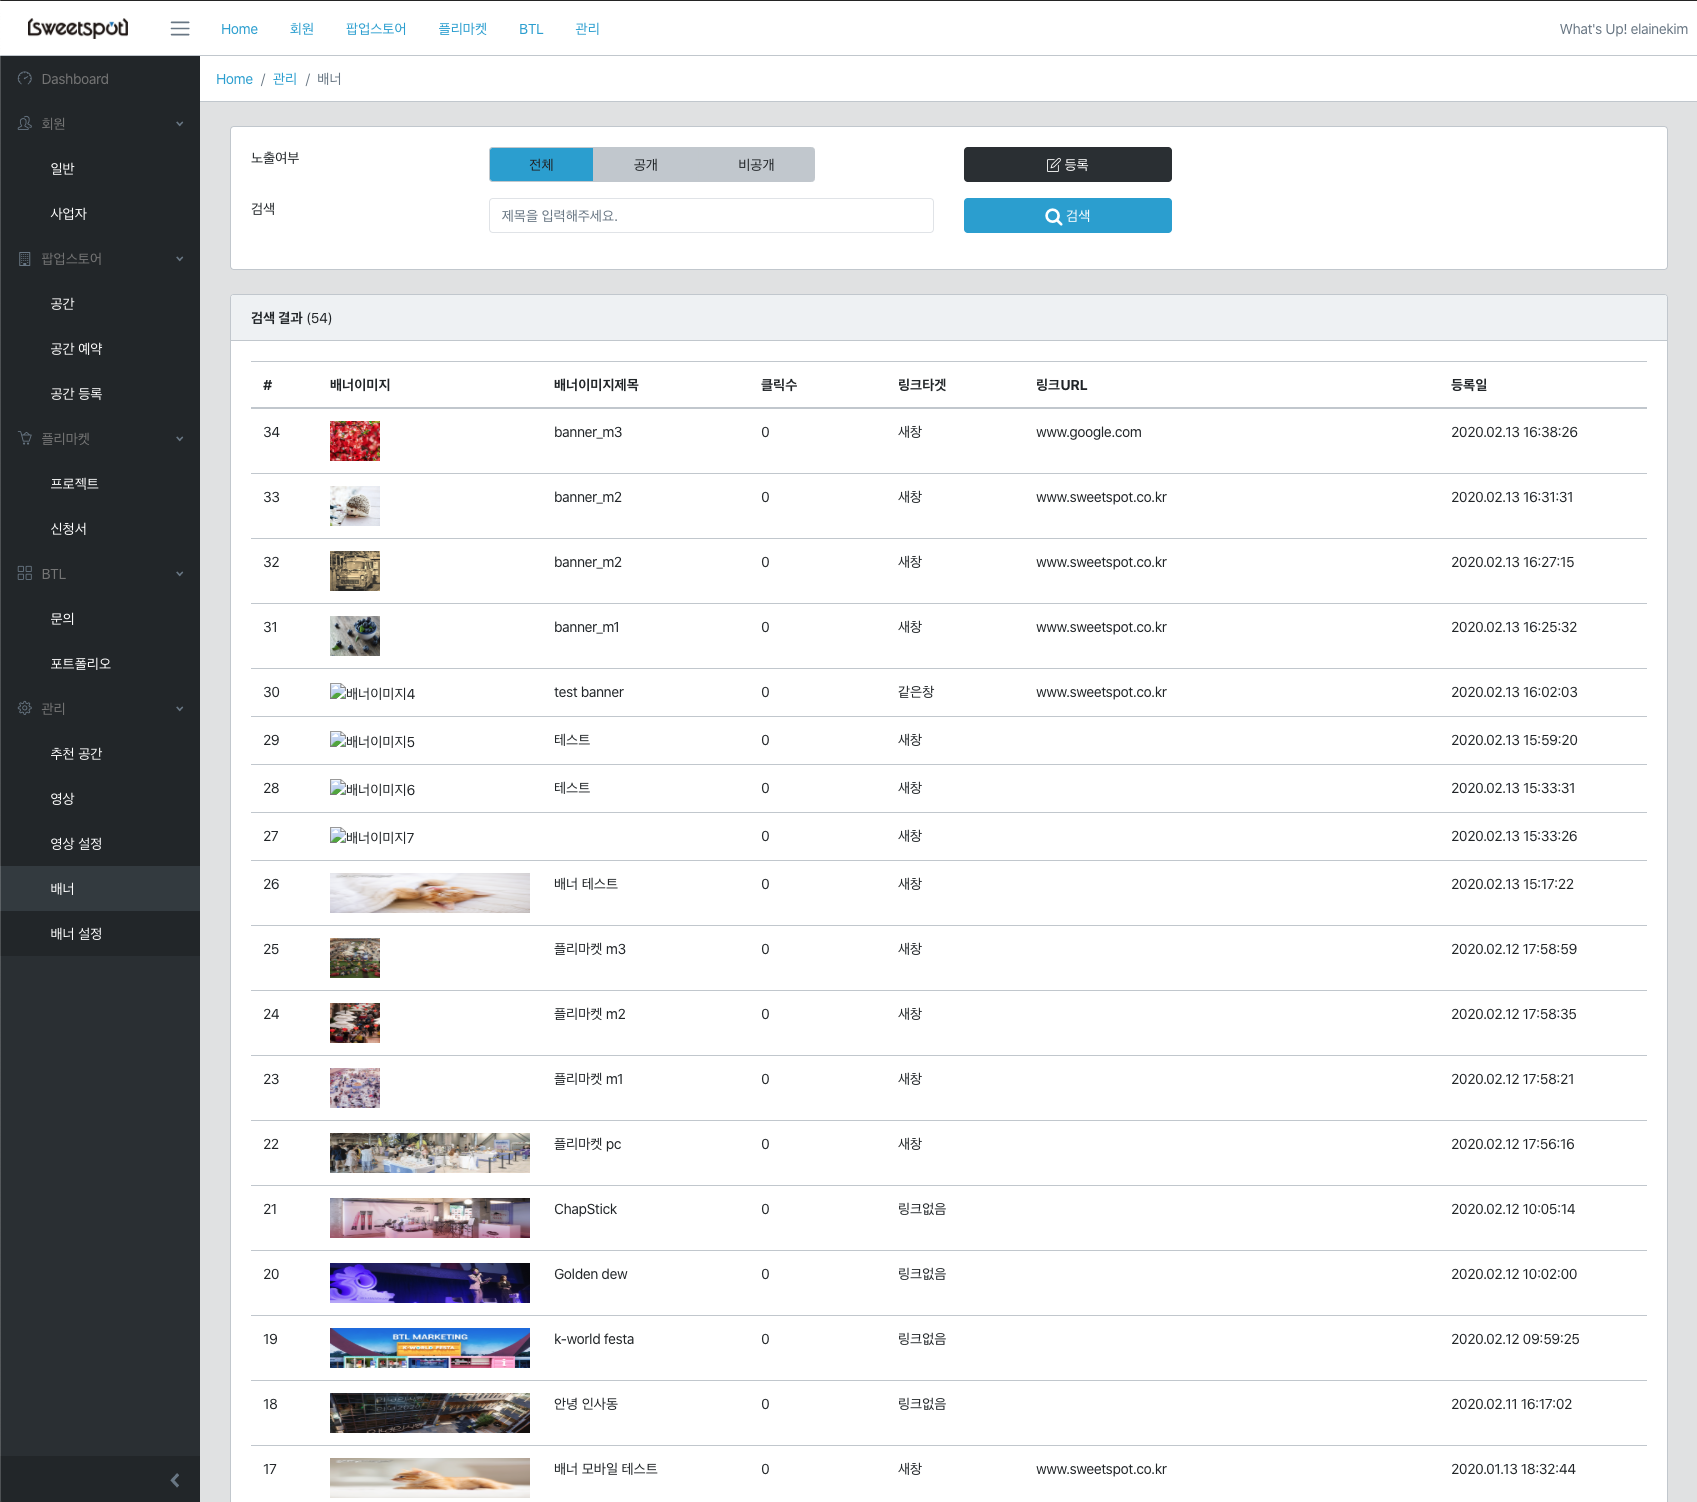 sweetspot Home 회원 팝업스토어 플리마켓 BTL 관리 What's Up! elainekim
Dashboard
회원
일반
사업자
팝업스토어
공간
공간 예약
공간 등록
플리마켓
프로젝트
신청서
BTL
문의
포트폴리오
관리
추천 공간
영상
영상 설정
배너
배너 설정
Home / 관리 / 배너
노출여부 전체 공개 비공개 등록
검색 제목을 입력해주세요. 검색
검색 결과 (54)
# 배너이미지 배너이미지제목 클릭수 링크타겟 링크URL 등록일
34 banner_m3 0 새창 www.google.com 2020.02.13 16:38:26
33 banner_m2 0 새창 www.sweetspot.co.kr 2020.02.13 16:31:31
32 banner_m2 0 새창 www.sweetspot.co.kr 2020.02.13 16:27:15
31 banner_m1 0 새창 www.sweetspot.co.kr 2020.02.13 16:25:32
30 배너이미지4 test banner 0 같은창 www.sweetspot.co.kr 2020.02.13 16:02:03
29 배너이미지5 테스트 0 새창 2020.02.13 15:59:20
28 배너이미지6 테스트 0 새창 2020.02.13 15:33:31
27 배너이미지7 0 새창 2020.02.13 15:33:26
26 배너 테스트 0 새창 2020.02.13 15:17:22
25 플리마켓 m3 0 새창 2020.02.12 17:58:59
24 플리마켓 m2 0 새창 2020.02.12 17:58:35
23 플리마켓 m1 0 새창 2020.02.12 17:58:21
22 플리마켓 pc 0 새창 2020.02.12 17:56:16
21 ChapStick 0 링크없음 2020.02.12 10:05:14
20 Golden dew 0 링크없음 2020.02.12 10:02:00
19 BTL MARKETING K-WORLD FESTA k-world festa 0 링크없음 2020.02.12 09:59:25
18 안녕 인사동 0 링크없음 2020.02.11 16:17:02
17 배너 모바일 테스트 0 새창 www.sweetspot.co.kr 2020.01.13 18:32:44